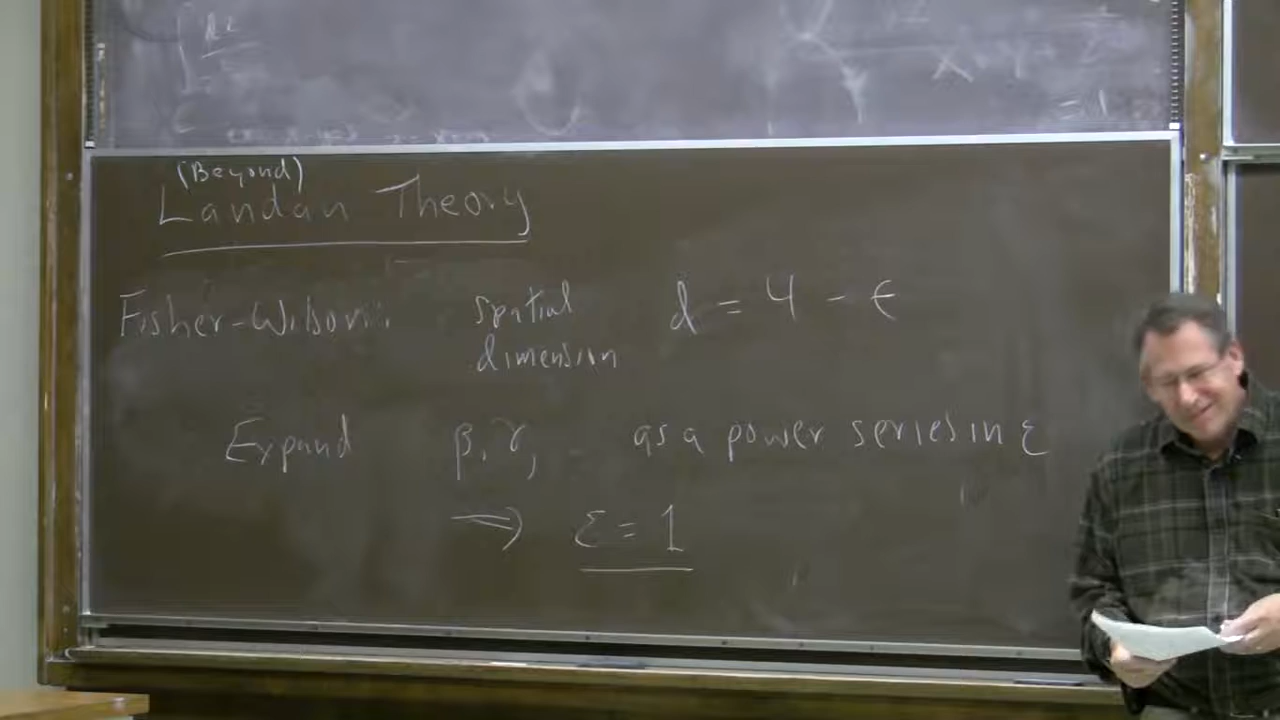 (Beyond)
Landau Theory
Fisher-Wilson: spatial dimension d = 4 - ϵ
Expand β, γ, as a power series in ε
⟹ ε = 1